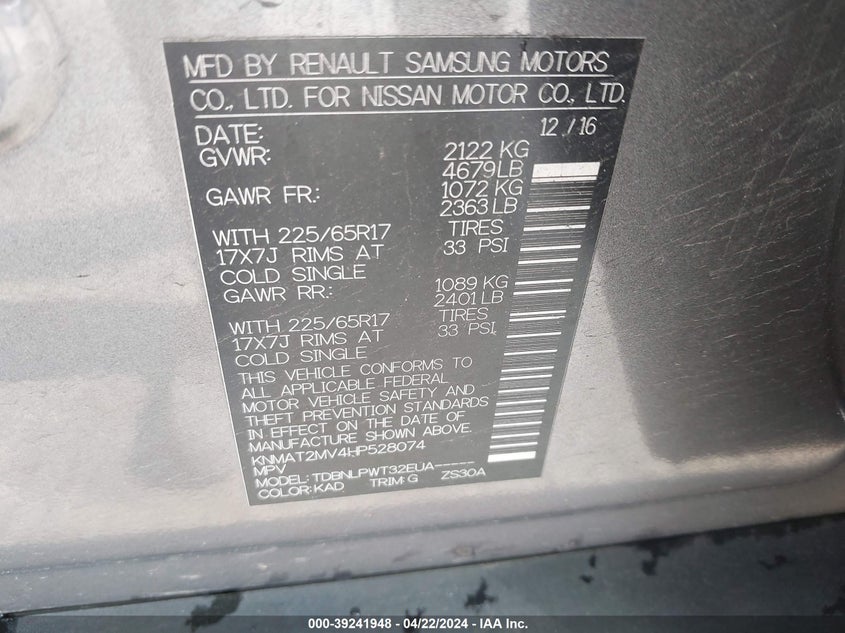 MFD BY RENAULT SAMSUNG MOTORS
CO., LTD. FOR NISSAN MOTOR CO., LTD.
DATE: 12 / 16
GVWR: 2122 KG
4679 LB
GAWR FR.: 1072 KG
2363 LB
WITH 225/65R17 TIRES
17X7J RIMS AT 33 PSI
COLD SINGLE
GAWR RR.: 1089 KG
2401 LB
WITH 225/65R17 TIRES
17X7J RIMS AT 33 PSI
COLD SINGLE
THIS VEHICLE CONFORMS TO
ALL APPLICABLE FEDERAL
MOTOR VEHICLE SAFETY AND
THEFT PREVENTION STANDARDS
IN EFFECT ON THE DATE OF
MANUFACTURE SHOWN ABOVE.
KNMAT2MV4HP528074
MPV
MODEL: TDBNLPWT32EUA-----
COLOR: KAD TRIM: G ZS30A
000-39241948 - 04/22/2024 - IAA Inc.